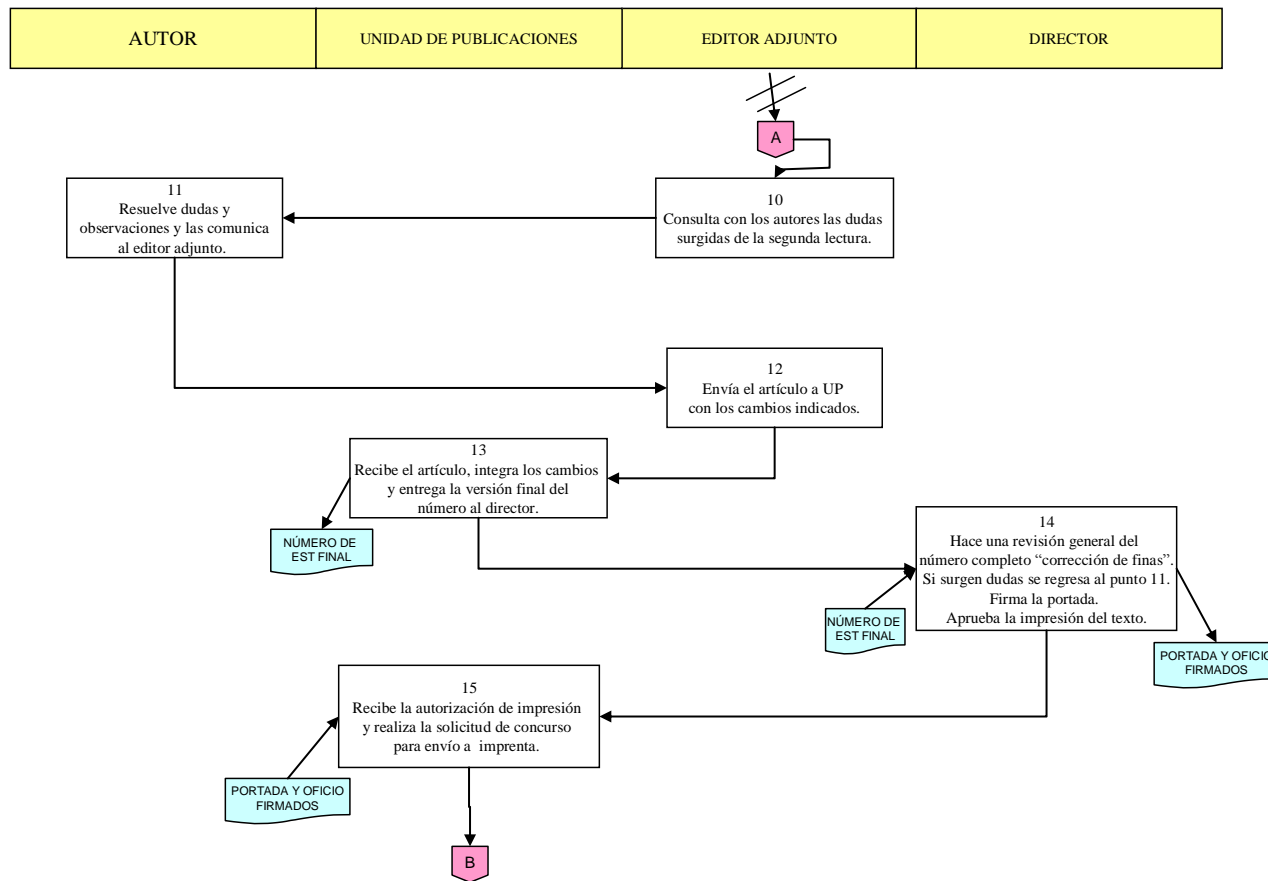 AUTOR
UNIDAD DE PUBLICACIONES
EDITOR ADJUNTO
DIRECTOR
A
11
Resuelve dudas y
observaciones y las comunica
al editor adjunto.
10
Consulta con los autores las dudas
surgidas de la segunda lectura.
12
Envía el artículo a UP
con los cambios indicados.
13
Recibe el artículo, integra los cambios
y entrega la versión final del
número al director.
NÚMERO DE
EST FINAL
14
Hace una revisión general del
número completo “corrección de finas”.
Si surgen dudas se regresa al punto 11.
Firma la portada.
Aprueba la impresión del texto.
NÚMERO DE
EST FINAL
PORTADA Y OFICIO
FIRMADOS
15
Recibe la autorización de impresión
y realiza la solicitud de concurso
para envío a imprenta.
PORTADA Y OFICIO
FIRMADOS
B